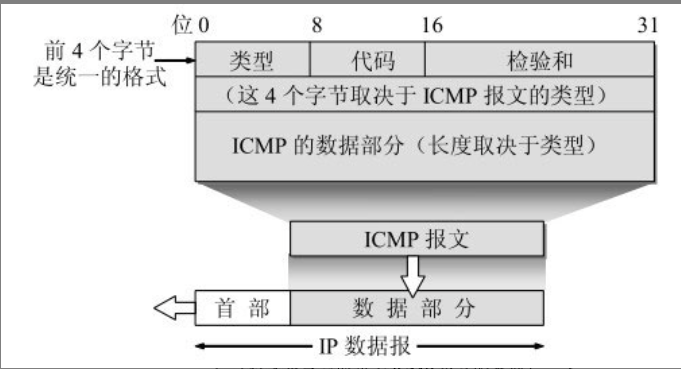 位 0 8 16 31
前 4 个字节
是统一的格式
类型 代码 检验和
（这 4 个字节取决于 ICMP 报文的类型）
ICMP 的数据部分（长度取决于类型）
ICMP 报文
首 部 数 据 部 分
IP 数据报